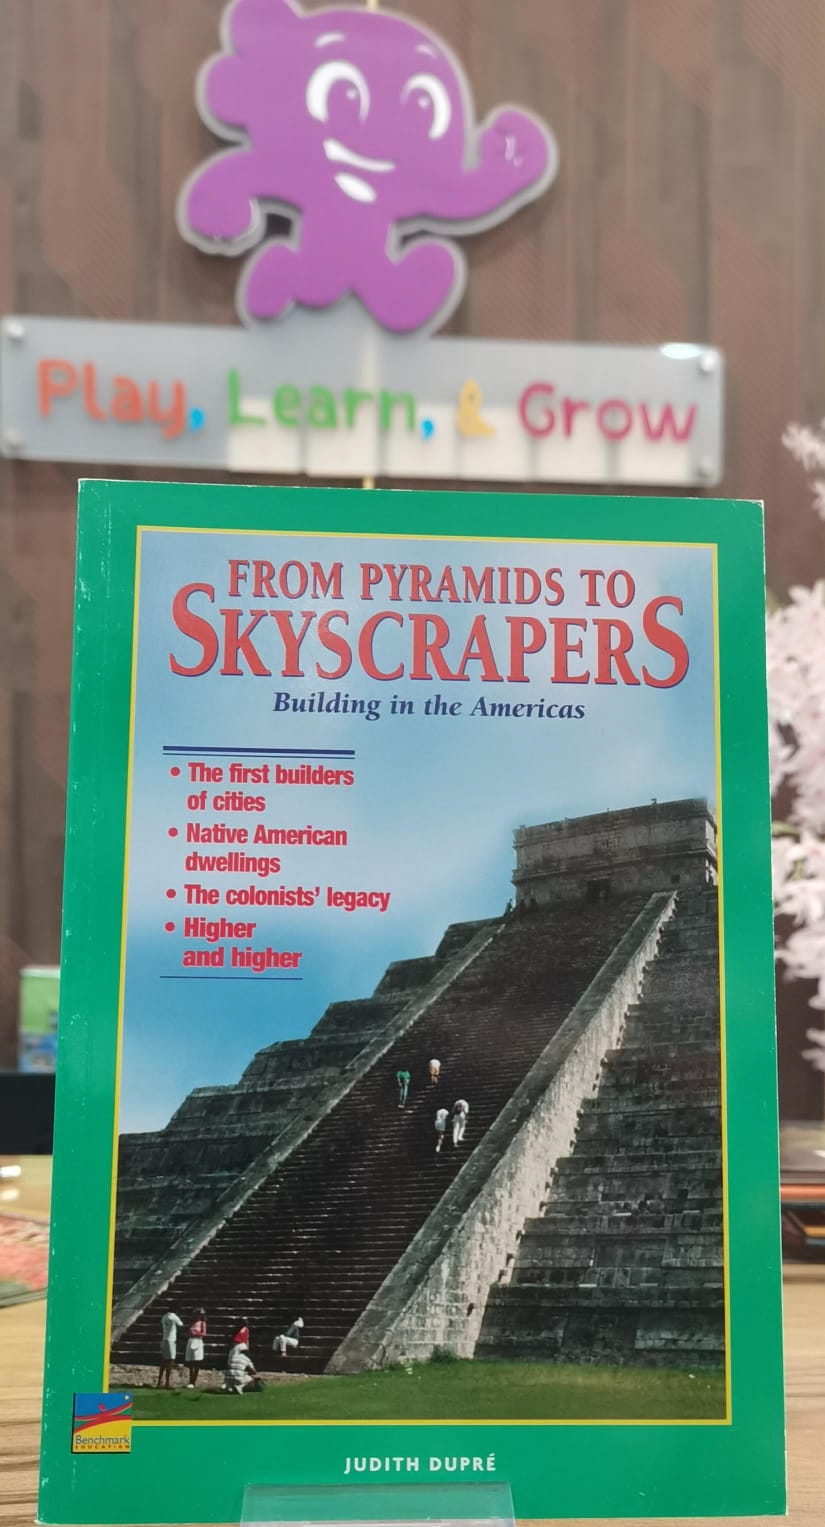 Play, Learn, & Grow
FROM PYRAMIDS TO
SKYSCRAPERS
Building in the Americas
• The first builders
of cities
• Native American
dwellings
• The colonists' legacy
• Higher
and higher
Benchmark
EDUCATION
JUDITH DUPRÉ